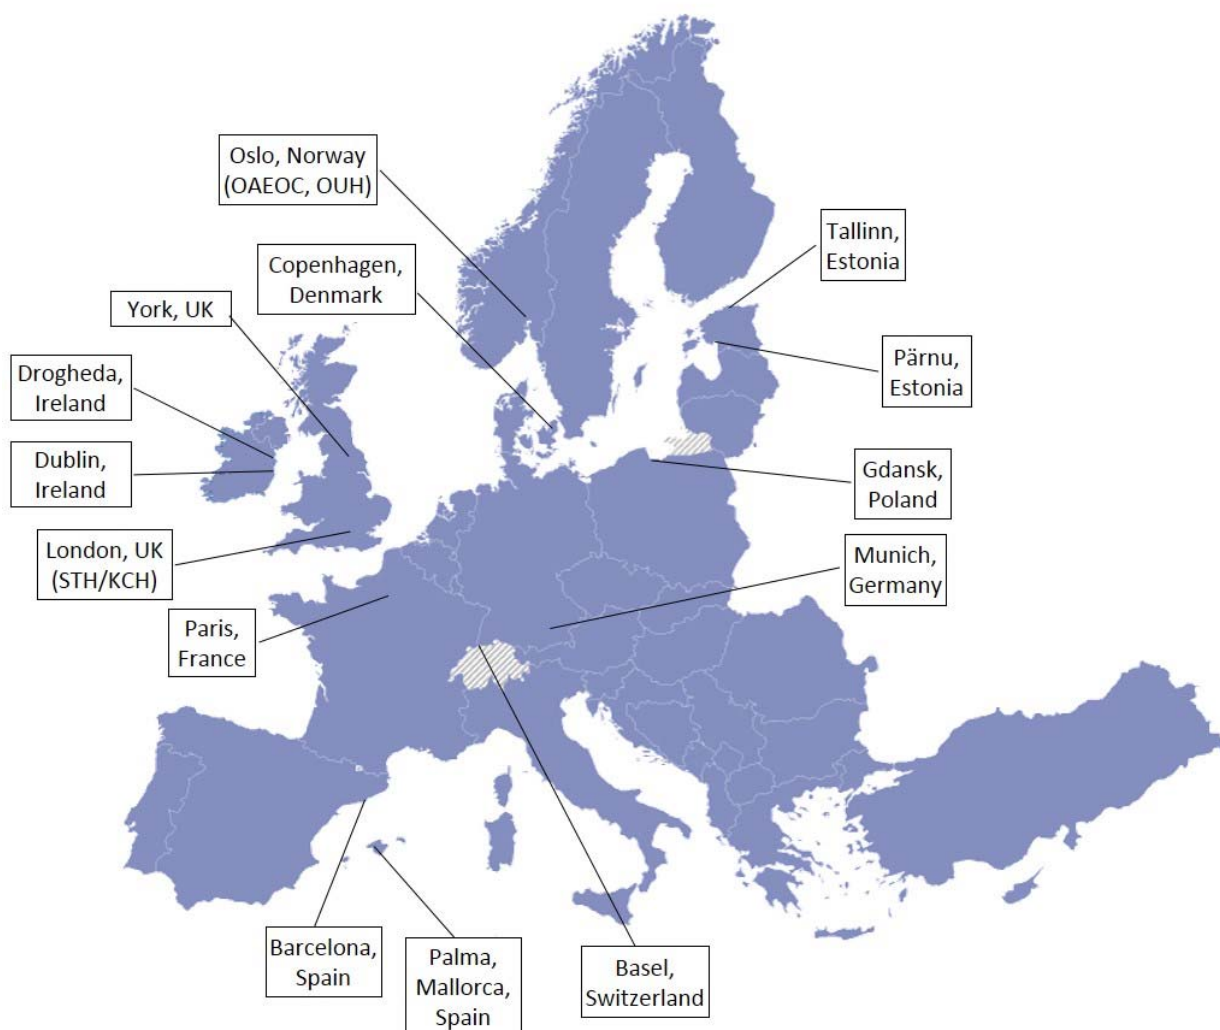 Oslo, Norway
(OAEOC, OUH)
Tallinn,
Estonia
Copenhagen,
Denmark
York, UK
Pärnu,
Estonia
Drogheda,
Ireland
Dublin,
Ireland
Gdansk,
Poland
London, UK
(STH/KCH)
Munich,
Germany
Paris,
France
Barcelona,
Spain
Palma,
Mallorca,
Spain
Basel,
Switzerland